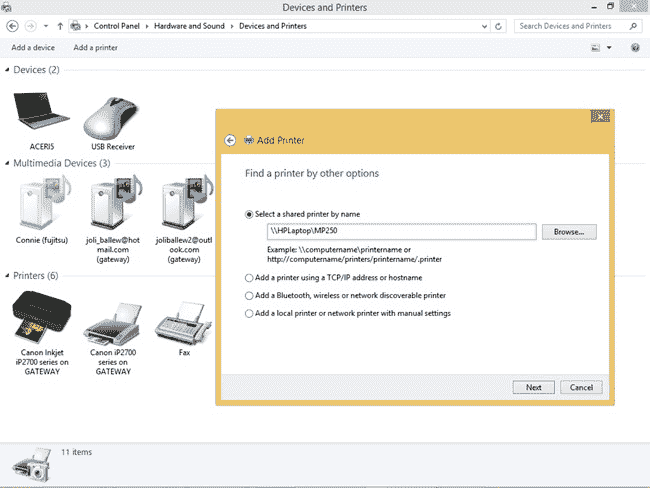 Devices and Printers
Control Panel › Hardware and Sound › Devices and Printers
Search Devices and Printers
Add a device Add a printer
Devices (2)
ACERI5
USB Receiver
Multimedia Devices (3)
Connie (fujitsu)
joli_ballew@hot
mail.com
(gateway)
joliballew2@outl
ook.com
(gateway)
Printers (6)
Canon Inkjet
iP2700 series on
GATEWAY
Canon iP2700
series on
GATEWAY
Fax
Add Printer
Find a printer by other options
Select a shared printer by name
\\HPLaptop\MP250
Browse...
Example: \\computername\printername or
http://computername/printers/printername/.printer
Add a printer using a TCP/IP address or hostname
Add a Bluetooth, wireless or network discoverable printer
Add a local printer or network printer with manual settings
Next
Cancel
11 items